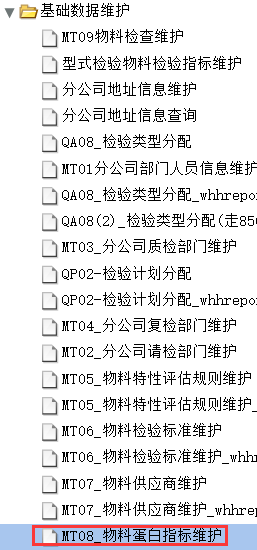 基础数据维护
MT09物料检查维护
型式检验物料检验指标维护
分公司地址信息维护
分公司地址信息查询
QA08_检验类型分配
MT01分公司部门人员信息维护
QA08_检验类型分配_whhrepo
QA08(2)_检验类型分配(走850
MT03_分公司质检部门维护
QP02-检验计划分配
QP02-检验计划分配_whhrepor
MT04_分公司复检部门维护
MT02_分公司请检部门维护
MT05_物料特性评估规则维护
MT05_物料特性评估规则维护_
MT06_物料检验标准维护
MT06_物料检验标准维护_whh
MT07_物料供应商维护
MT07_物料供应商维护_whhrep
MT08_物料蛋白指标维护